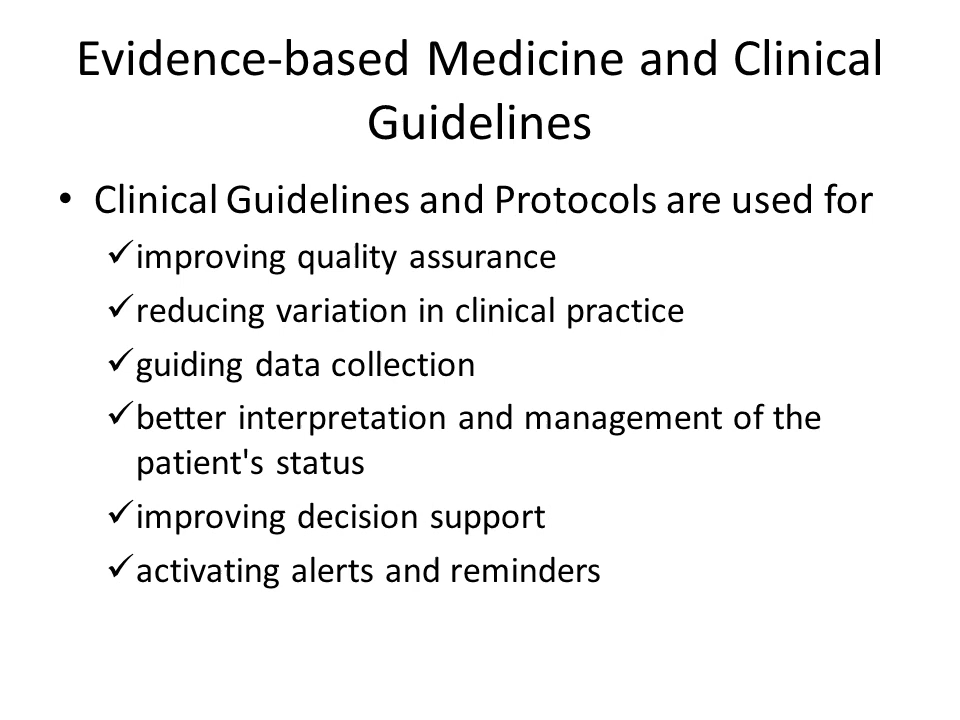 Evidence-based Medicine and Clinical
Guidelines
• Clinical Guidelines and Protocols are used for
✓ improving quality assurance
✓ reducing variation in clinical practice
✓ guiding data collection
✓ better interpretation and management of the
patient's status
✓ improving decision support
✓ activating alerts and reminders